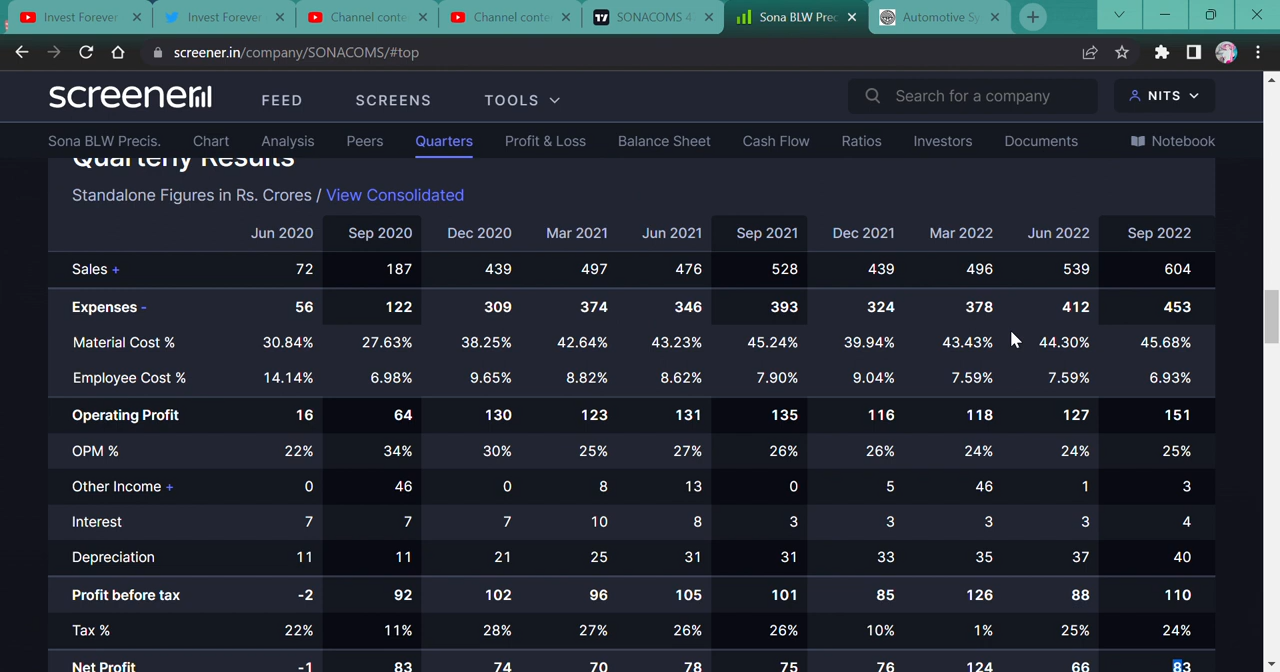 Invest Forever
Invest Forever
Channel conte
Channel conte
SONACOMS 4
Sona BLW Prec
Automotive Sy
screener.in/company/SONACOMS/#top
screener
FEED
SCREENS
TOOLS
Search for a company
NITS
Sona BLW Precis. Chart Analysis Peers Quarters Profit & Loss Balance Sheet Cash Flow Ratios Investors Documents Notebook
Quarterly Results
Standalone Figures in Rs. Crores / View Consolidated
Jun 2020 Sep 2020 Dec 2020 Mar 2021 Jun 2021 Sep 2021 Dec 2021 Mar 2022 Jun 2022 Sep 2022
Sales + 72 187 439 497 476 528 439 496 539 604
Expenses - 56 122 309 374 346 393 324 378 412 453
Material Cost % 30.84% 27.63% 38.25% 42.64% 43.23% 45.24% 39.94% 43.43% 44.30% 45.68%
Employee Cost % 14.14% 6.98% 9.65% 8.82% 8.62% 7.90% 9.04% 7.59% 7.59% 6.93%
Operating Profit 16 64 130 123 131 135 116 118 127 151
OPM % 22% 34% 30% 25% 27% 26% 26% 24% 24% 25%
Other Income + 0 46 0 8 13 0 5 46 1 3
Interest 7 7 7 10 8 3 3 3 3 4
Depreciation 11 11 21 25 31 31 33 35 37 40
Profit before tax -2 92 102 96 105 101 85 126 88 110
Tax % 22% 11% 28% 27% 26% 26% 10% 1% 25% 24%
Net Profit -1 83 74 70 78 75 76 124 66 83